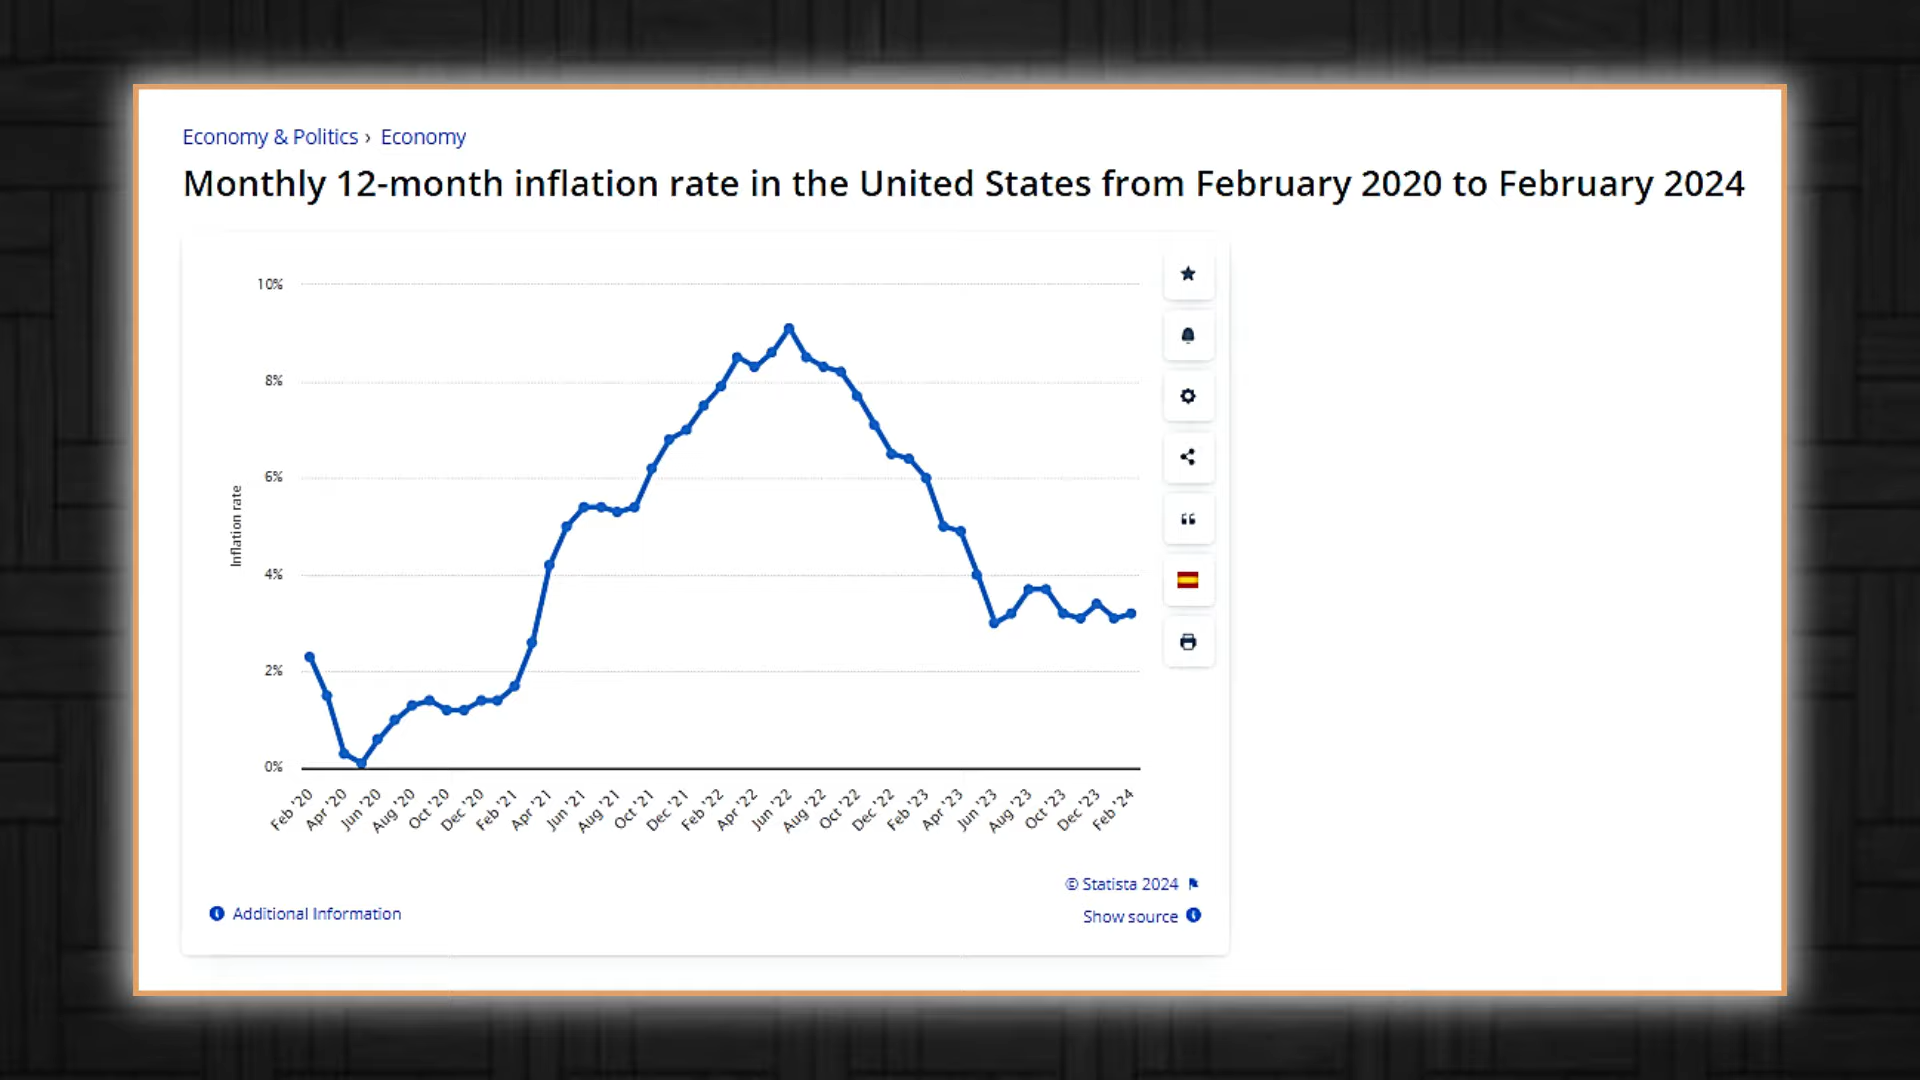 Economy & Politics › Economy
Monthly 12-month inflation rate in the United States from February 2020 to February 2024
10%
8%
6%
4%
2%
0%
Inflation rate
Feb '20
Apr '20
Jun '20
Aug '20
Oct '20
Dec '20
Feb '21
Apr '21
Jun '21
Aug '21
Oct '21
Dec '21
Feb '22
Apr '22
Jun '22
Aug '22
Oct '22
Dec '22
Feb '23
Apr '23
Jun '23
Aug '23
Oct '23
Dec '23
Feb '24
© Statista 2024
Additional Information
Show source